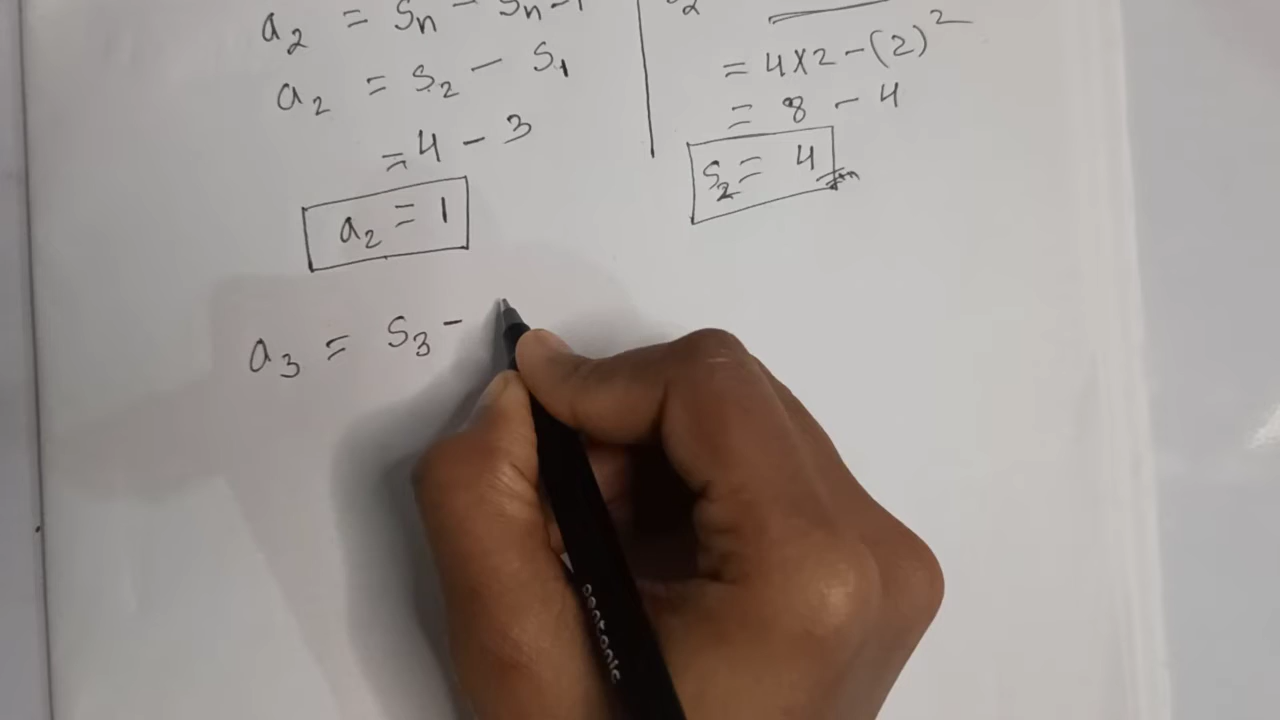 a2 = Sn - Sn-1
a2 = S2 - S1
= 4 - 3
a2 = 1
a3 = S3 -
= 4×2-(2)²
= 8 - 4
S2 = 4
pentonic